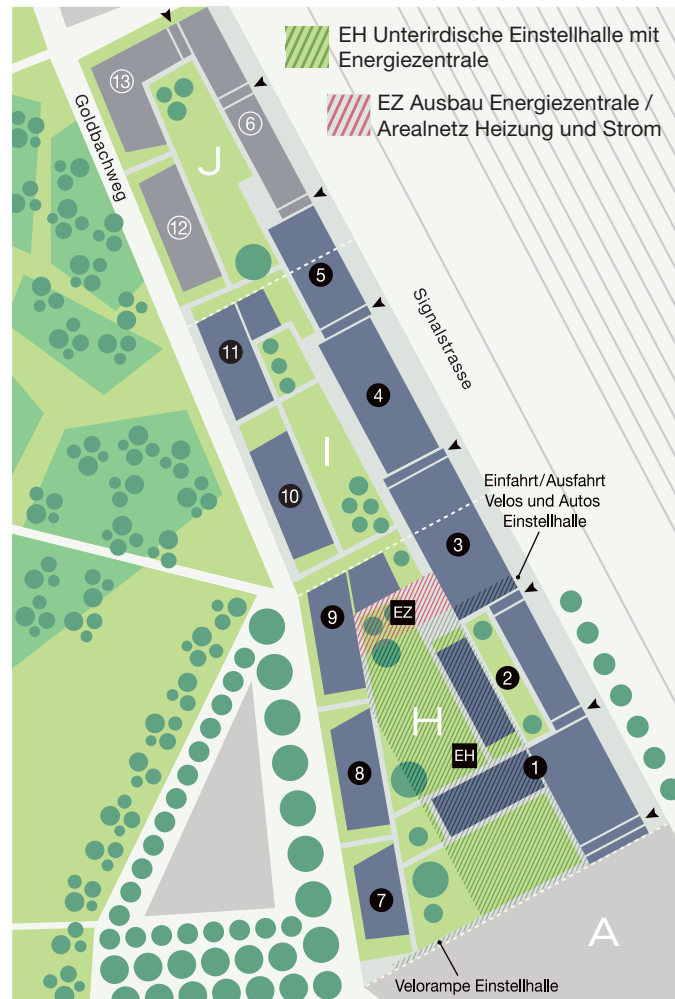 EH Unterirdische Einstellhalle mit
Energiezentrale
EZ Ausbau Energiezentrale /
Arealnetz Heizung und Strom
Goldbachweg
13
6
J
12
5
Signalstrasse
11
4
I
10
Einfahrt/Ausfahrt
Velos und Autos
Einstellhalle
3
9
EZ
2
H
EH
8
1
7
A
Velorampe Einstellhalle